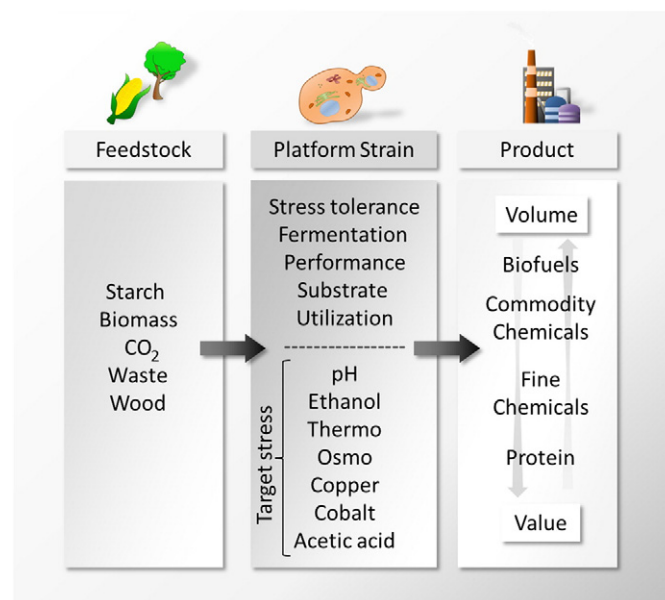 Feedstock
Platform Strain
Product
Starch
Biomass
CO₂
Waste
Wood
Stress tolerance
Fermentation
Performance
Substrate
Utilization
Target stress
pH
Ethanol
Thermo
Osmo
Copper
Cobalt
Acetic acid
Volume
Biofuels
Commodity
Chemicals
Fine
Chemicals
Protein
Value